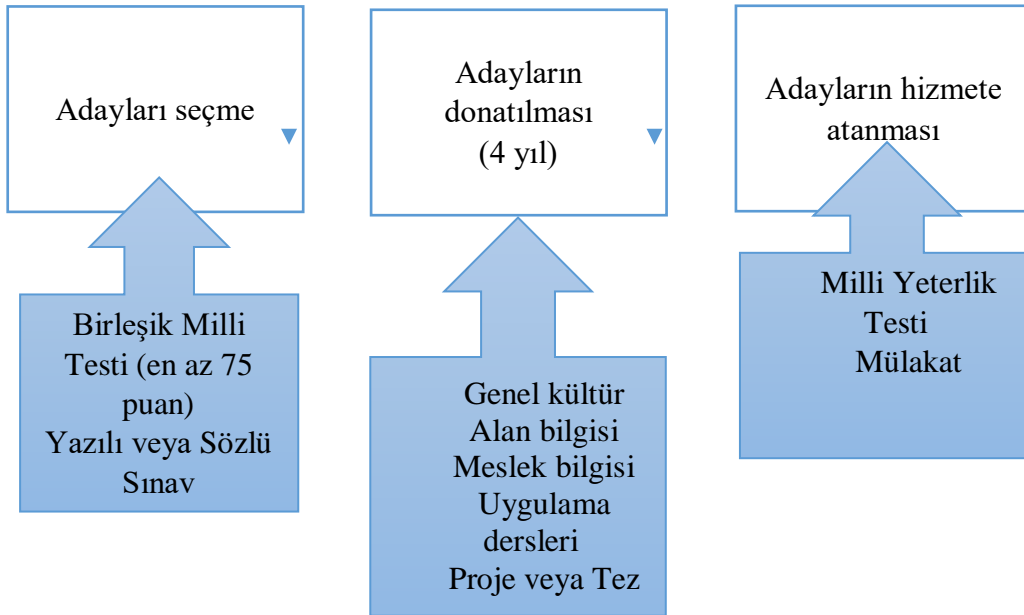 Adayları seçme
Adayların
donatılması
(4 yıl)
Adayların hizmete
atanması
Birleşik Milli
Testi (en az 75
puan)
Yazılı veya Sözlü
Sınav
Genel kültür
Alan bilgisi
Meslek bilgisi
Uygulama
dersleri
Proje veya Tez
Milli Yeterlik
Testi
Mülakat